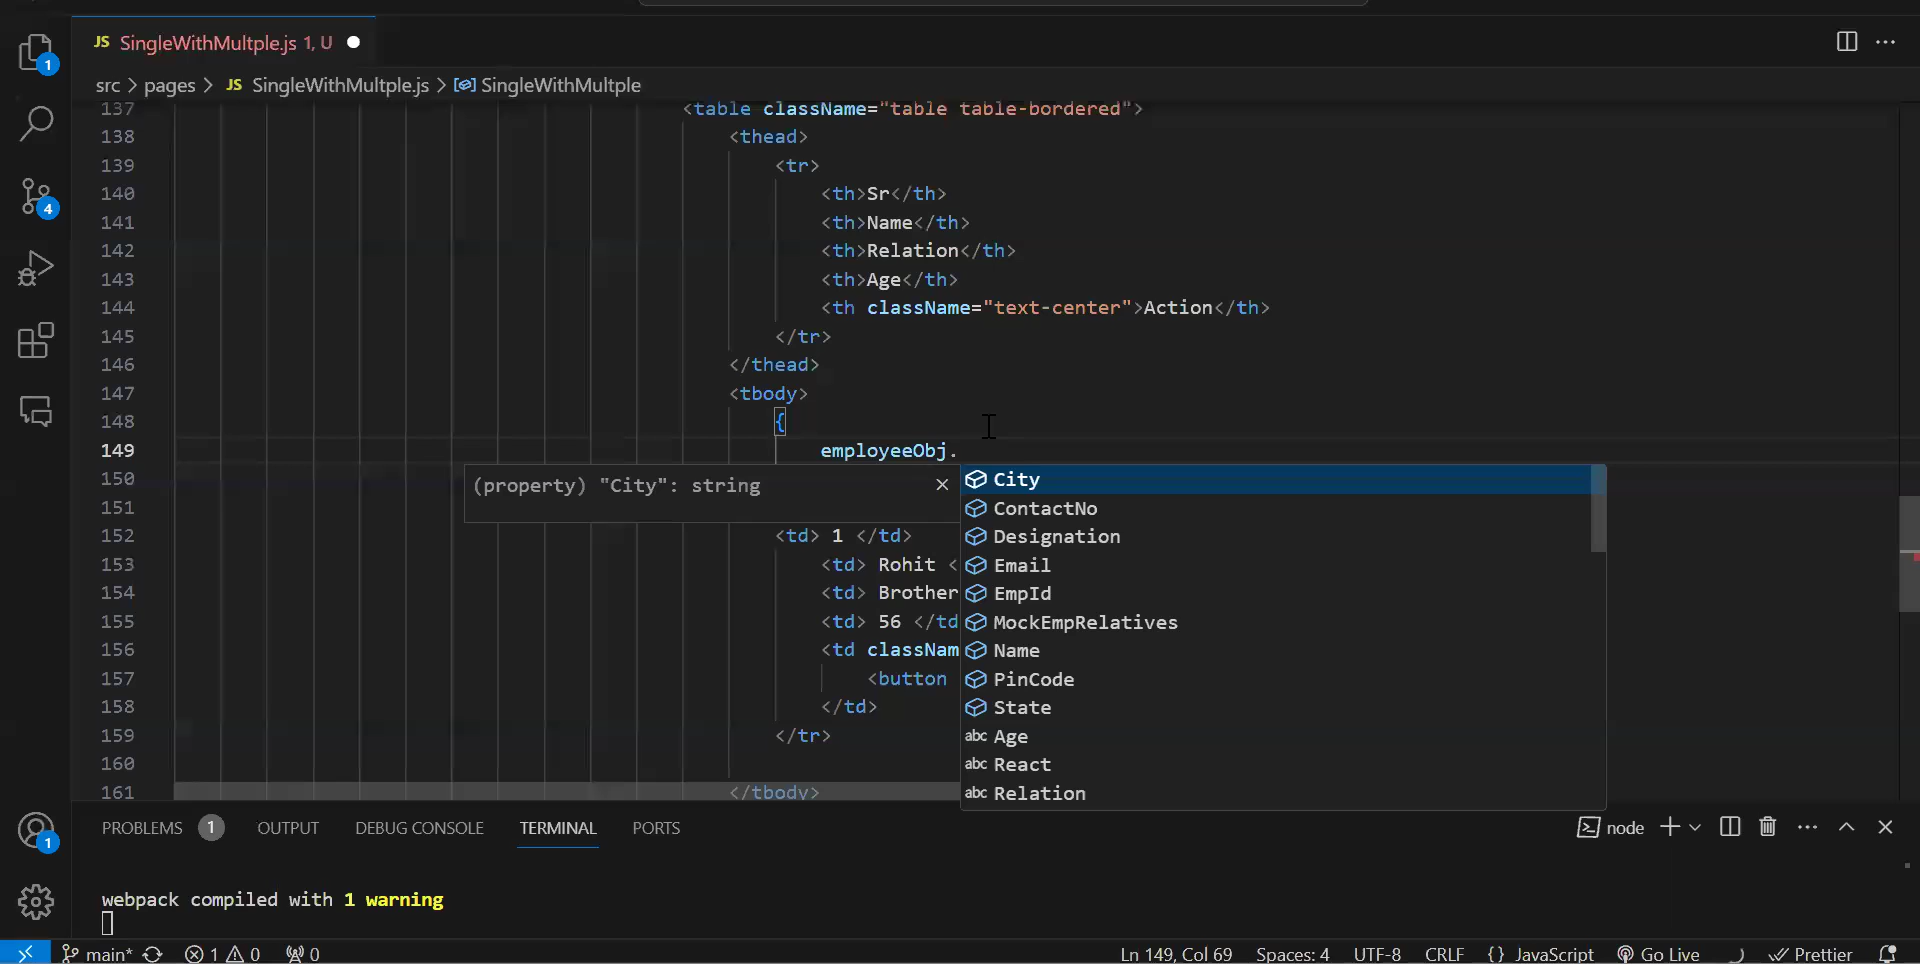 JS SingleWithMultple.js 1, U
1
src > pages > JS SingleWithMultple.js > SingleWithMultple
137 <table className="table table-bordered">
138 <thead>
139 <tr>
140 <th>Sr</th>
141 <th>Name</th>
142 <th>Relation</th>
143 <th>Age</th>
144 <th className="text-center">Action</th>
145 </tr>
146 </thead>
147 <tbody>
148 {
149 employeeObj.
150 (property) "City": string City
151 ContactNo
152 <td> 1 </td> Designation
153 <td> Rohit < Email
154 <td> Brother EmpId
155 <td> 56 </td MockEmpRelatives
156 <td classNam Name
157 <button PinCode
158 </td> State
159 </tr> Age
160 React
161 </tbody> Relation
4
1
PROBLEMS 1 OUTPUT DEBUG CONSOLE TERMINAL PORTS node
webpack compiled with 1 warning
main* 1 0 0 Ln 149, Col 69 Spaces: 4 UTF-8 CRLF {} JavaScript Go Live Prettier